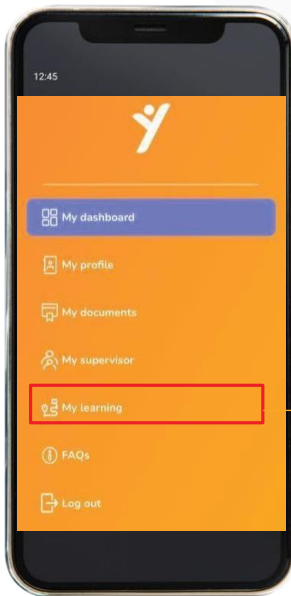 12:45
My dashboard
My profile
My documents
My supervisor
My learning
FAQs
Log out